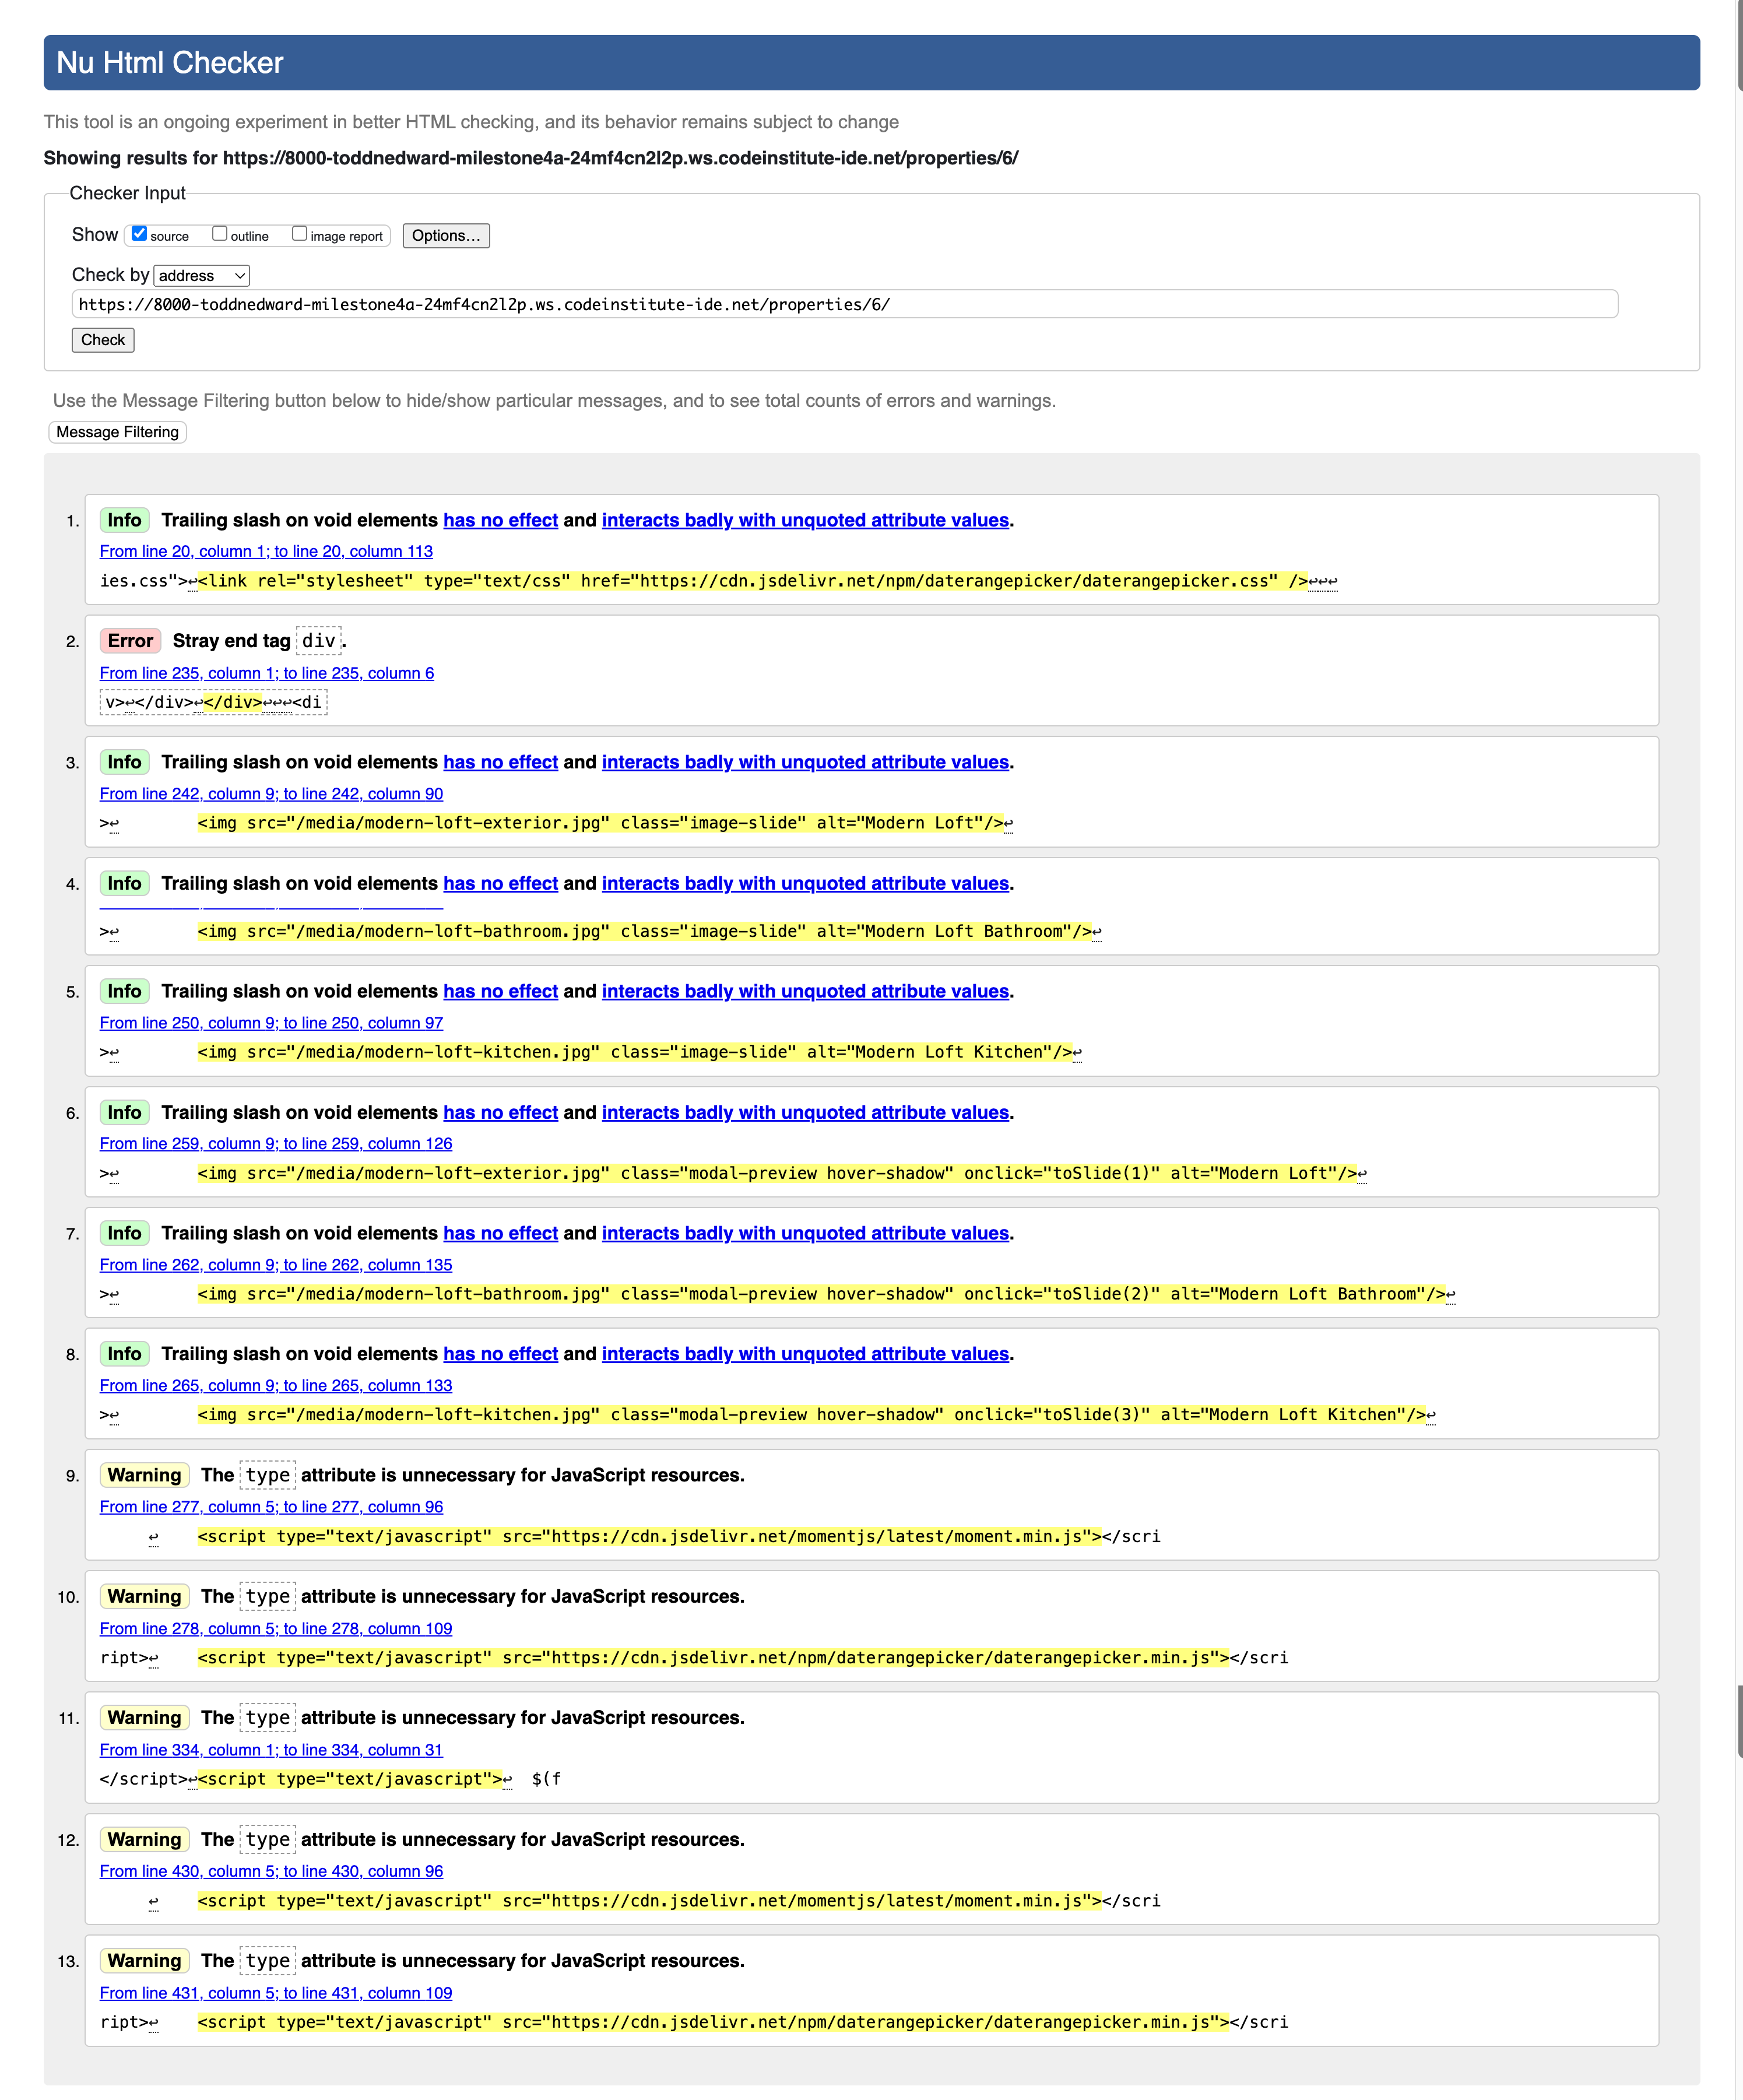 Nu Html Checker
This tool is an ongoing experiment in better HTML checking, and its behavior remains subject to change
Showing results for https://8000-toddnedward-milestone4a-24mf4cn2l2p.ws.codeinstitute-ide.net/properties/6/
Checker Input
Show source outline image report Options...
Check by address
https://8000-toddnedward-milestone4a-24mf4cn2l2p.ws.codeinstitute-ide.net/properties/6/
Check
Use the Message Filtering button below to hide/show particular messages, and to see total counts of errors and warnings.
Message Filtering
1. Info Trailing slash on void elements has no effect and interacts badly with unquoted attribute values.
From line 20, column 1; to line 20, column 113
ies.css">↩<link rel="stylesheet" type="text/css" href="https://cdn.jsdelivr.net/npm/daterangepicker/daterangepicker.css" />↩↩↩
2. Error Stray end tag div.
From line 235, column 1; to line 235, column 6
v>↩</div>↩</div>↩↩↩<di
3. Info Trailing slash on void elements has no effect and interacts badly with unquoted attribute values.
From line 242, column 9; to line 242, column 90
>↩ <img src="/media/modern-loft-exterior.jpg" class="image-slide" alt="Modern Loft"/>↩
4. Info Trailing slash on void elements has no effect and interacts badly with unquoted attribute values.
>↩ <img src="/media/modern-loft-bathroom.jpg" class="image-slide" alt="Modern Loft Bathroom"/>↩
5. Info Trailing slash on void elements has no effect and interacts badly with unquoted attribute values.
From line 250, column 9; to line 250, column 97
>↩ <img src="/media/modern-loft-kitchen.jpg" class="image-slide" alt="Modern Loft Kitchen"/>↩
6. Info Trailing slash on void elements has no effect and interacts badly with unquoted attribute values.
From line 259, column 9; to line 259, column 126
>↩ <img src="/media/modern-loft-exterior.jpg" class="modal-preview hover-shadow" onclick="toSlide(1)" alt="Modern Loft"/>↩
7. Info Trailing slash on void elements has no effect and interacts badly with unquoted attribute values.
From line 262, column 9; to line 262, column 135
>↩ <img src="/media/modern-loft-bathroom.jpg" class="modal-preview hover-shadow" onclick="toSlide(2)" alt="Modern Loft Bathroom"/>↩
8. Info Trailing slash on void elements has no effect and interacts badly with unquoted attribute values.
From line 265, column 9; to line 265, column 133
>↩ <img src="/media/modern-loft-kitchen.jpg" class="modal-preview hover-shadow" onclick="toSlide(3)" alt="Modern Loft Kitchen"/>↩
9. Warning The type attribute is unnecessary for JavaScript resources.
From line 277, column 5; to line 277, column 96
↩ <script type="text/javascript" src="https://cdn.jsdelivr.net/momentjs/latest/moment.min.js"></scri
10. Warning The type attribute is unnecessary for JavaScript resources.
From line 278, column 5; to line 278, column 109
ript>↩ <script type="text/javascript" src="https://cdn.jsdelivr.net/npm/daterangepicker/daterangepicker.min.js"></scri
11. Warning The type attribute is unnecessary for JavaScript resources.
From line 334, column 1; to line 334, column 31
</script>↩<script type="text/javascript">↩ $(f
12. Warning The type attribute is unnecessary for JavaScript resources.
From line 430, column 5; to line 430, column 96
↩ <script type="text/javascript" src="https://cdn.jsdelivr.net/momentjs/latest/moment.min.js"></scri
13. Warning The type attribute is unnecessary for JavaScript resources.
From line 431, column 5; to line 431, column 109
ript>↩ <script type="text/javascript" src="https://cdn.jsdelivr.net/npm/daterangepicker/daterangepicker.min.js"></scri